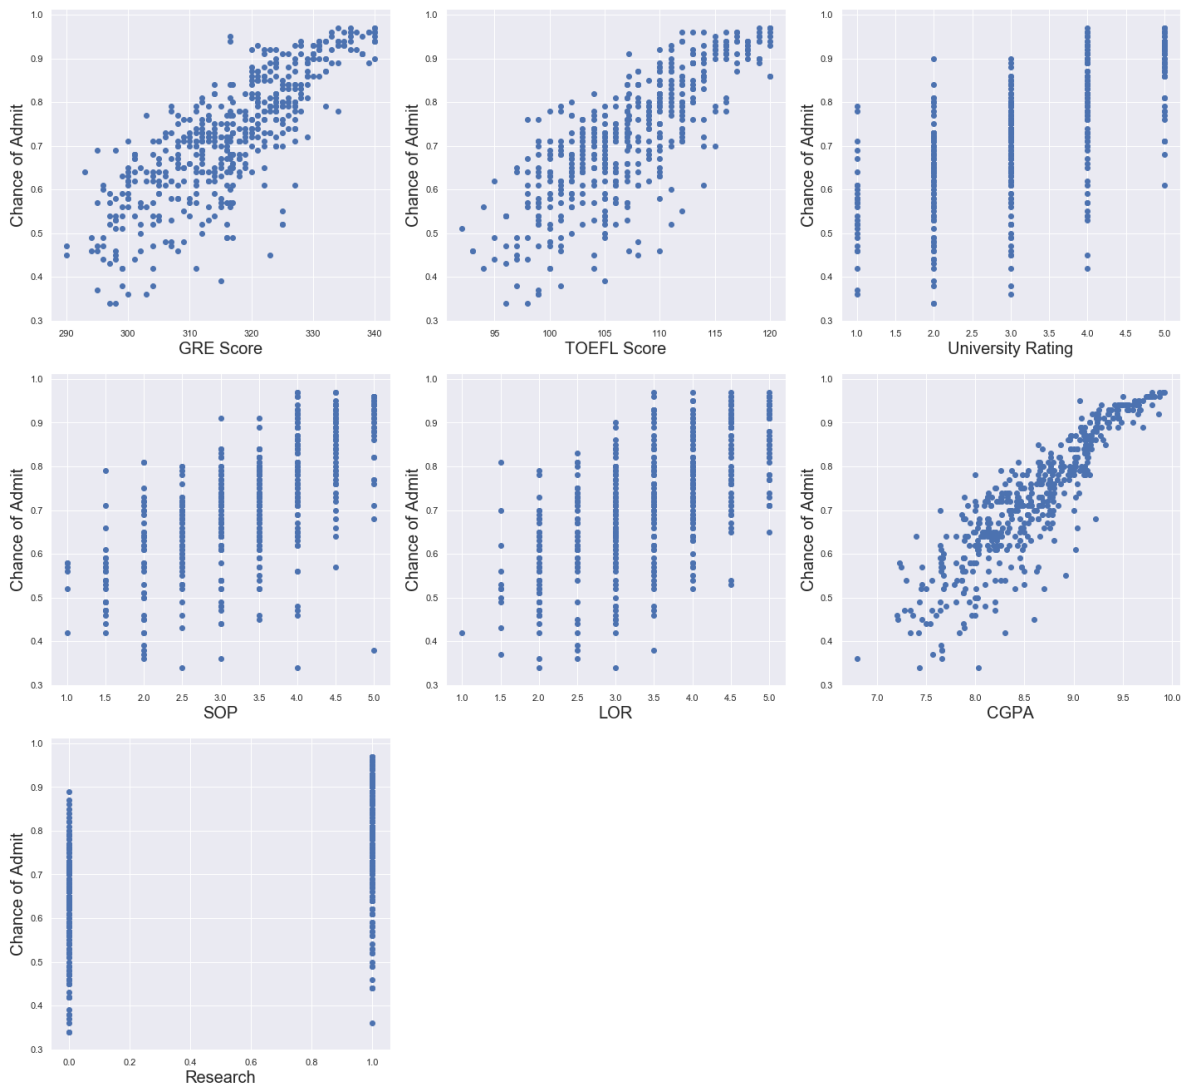 1.0
0.9
0.8
0.7
0.6
0.5
0.4
0.3
Chance of Admit
290 300 310 320 330 340
GRE Score
1.0
0.9
0.8
0.7
0.6
0.5
0.4
0.3
Chance of Admit
95 100 105 110 115 120
TOEFL Score
1.0
0.9
0.8
0.7
0.6
0.5
0.4
0.3
Chance of Admit
1.0 1.5 2.0 2.5 3.0 3.5 4.0 4.5 5.0
University Rating
1.0
0.9
0.8
0.7
0.6
0.5
0.4
0.3
Chance of Admit
1.0 1.5 2.0 2.5 3.0 3.5 4.0 4.5 5.0
SOP
1.0
0.9
0.8
0.7
0.6
0.5
0.4
0.3
Chance of Admit
1.0 1.5 2.0 2.5 3.0 3.5 4.0 4.5 5.0
LOR
1.0
0.9
0.8
0.7
0.6
0.5
0.4
0.3
Chance of Admit
7.0 7.5 8.0 8.5 9.0 9.5 10.0
CGPA
1.0
0.9
0.8
0.7
0.6
0.5
0.4
0.3
Chance of Admit
0.0 0.2 0.4 0.6 0.8 1.0
Research